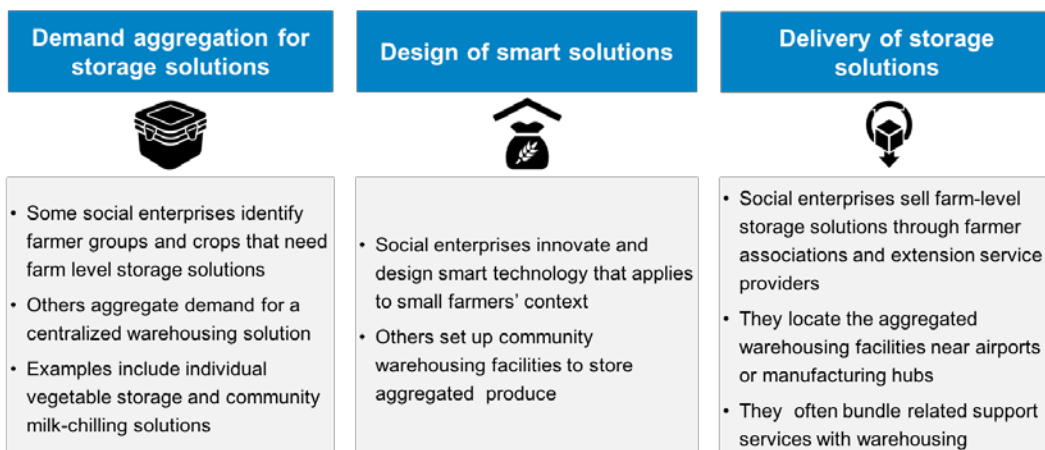 Demand aggregation for
storage solutions
• Some social enterprises identify
farmer groups and crops that need
farm level storage solutions
• Others aggregate demand for a
centralized warehousing solution
• Examples include individual
vegetable storage and community
milk-chilling solutions
Design of smart solutions
• Social enterprises innovate and
design smart technology that applies
to small farmers' context
• Others set up community
warehousing facilities to store
aggregated produce
Delivery of storage
solutions
• Social enterprises sell farm-level
storage solutions through farmer
associations and extension service
providers
• They locate the aggregated
warehousing facilities near airports
or manufacturing hubs
• They often bundle related support
services with warehousing